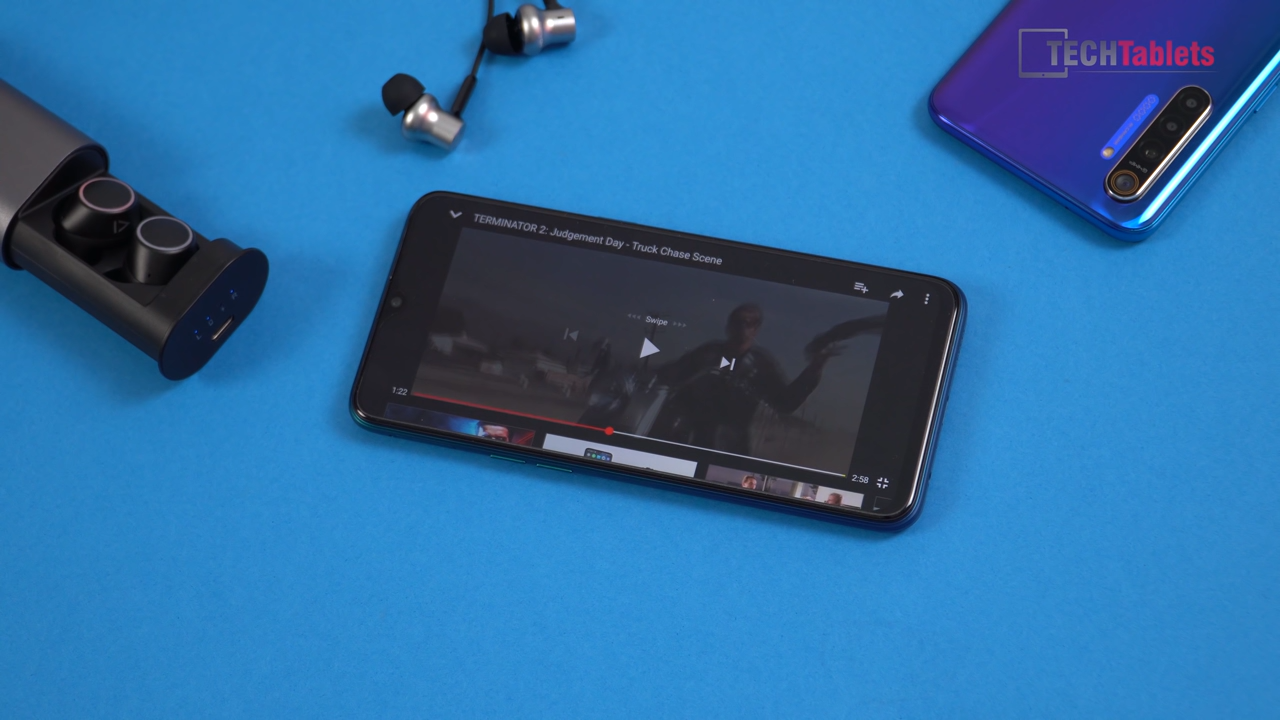 TECHTablets
TERMINATOR 2: Judgement Day - Truck Chase Scene
Swipe
1:22
2:58